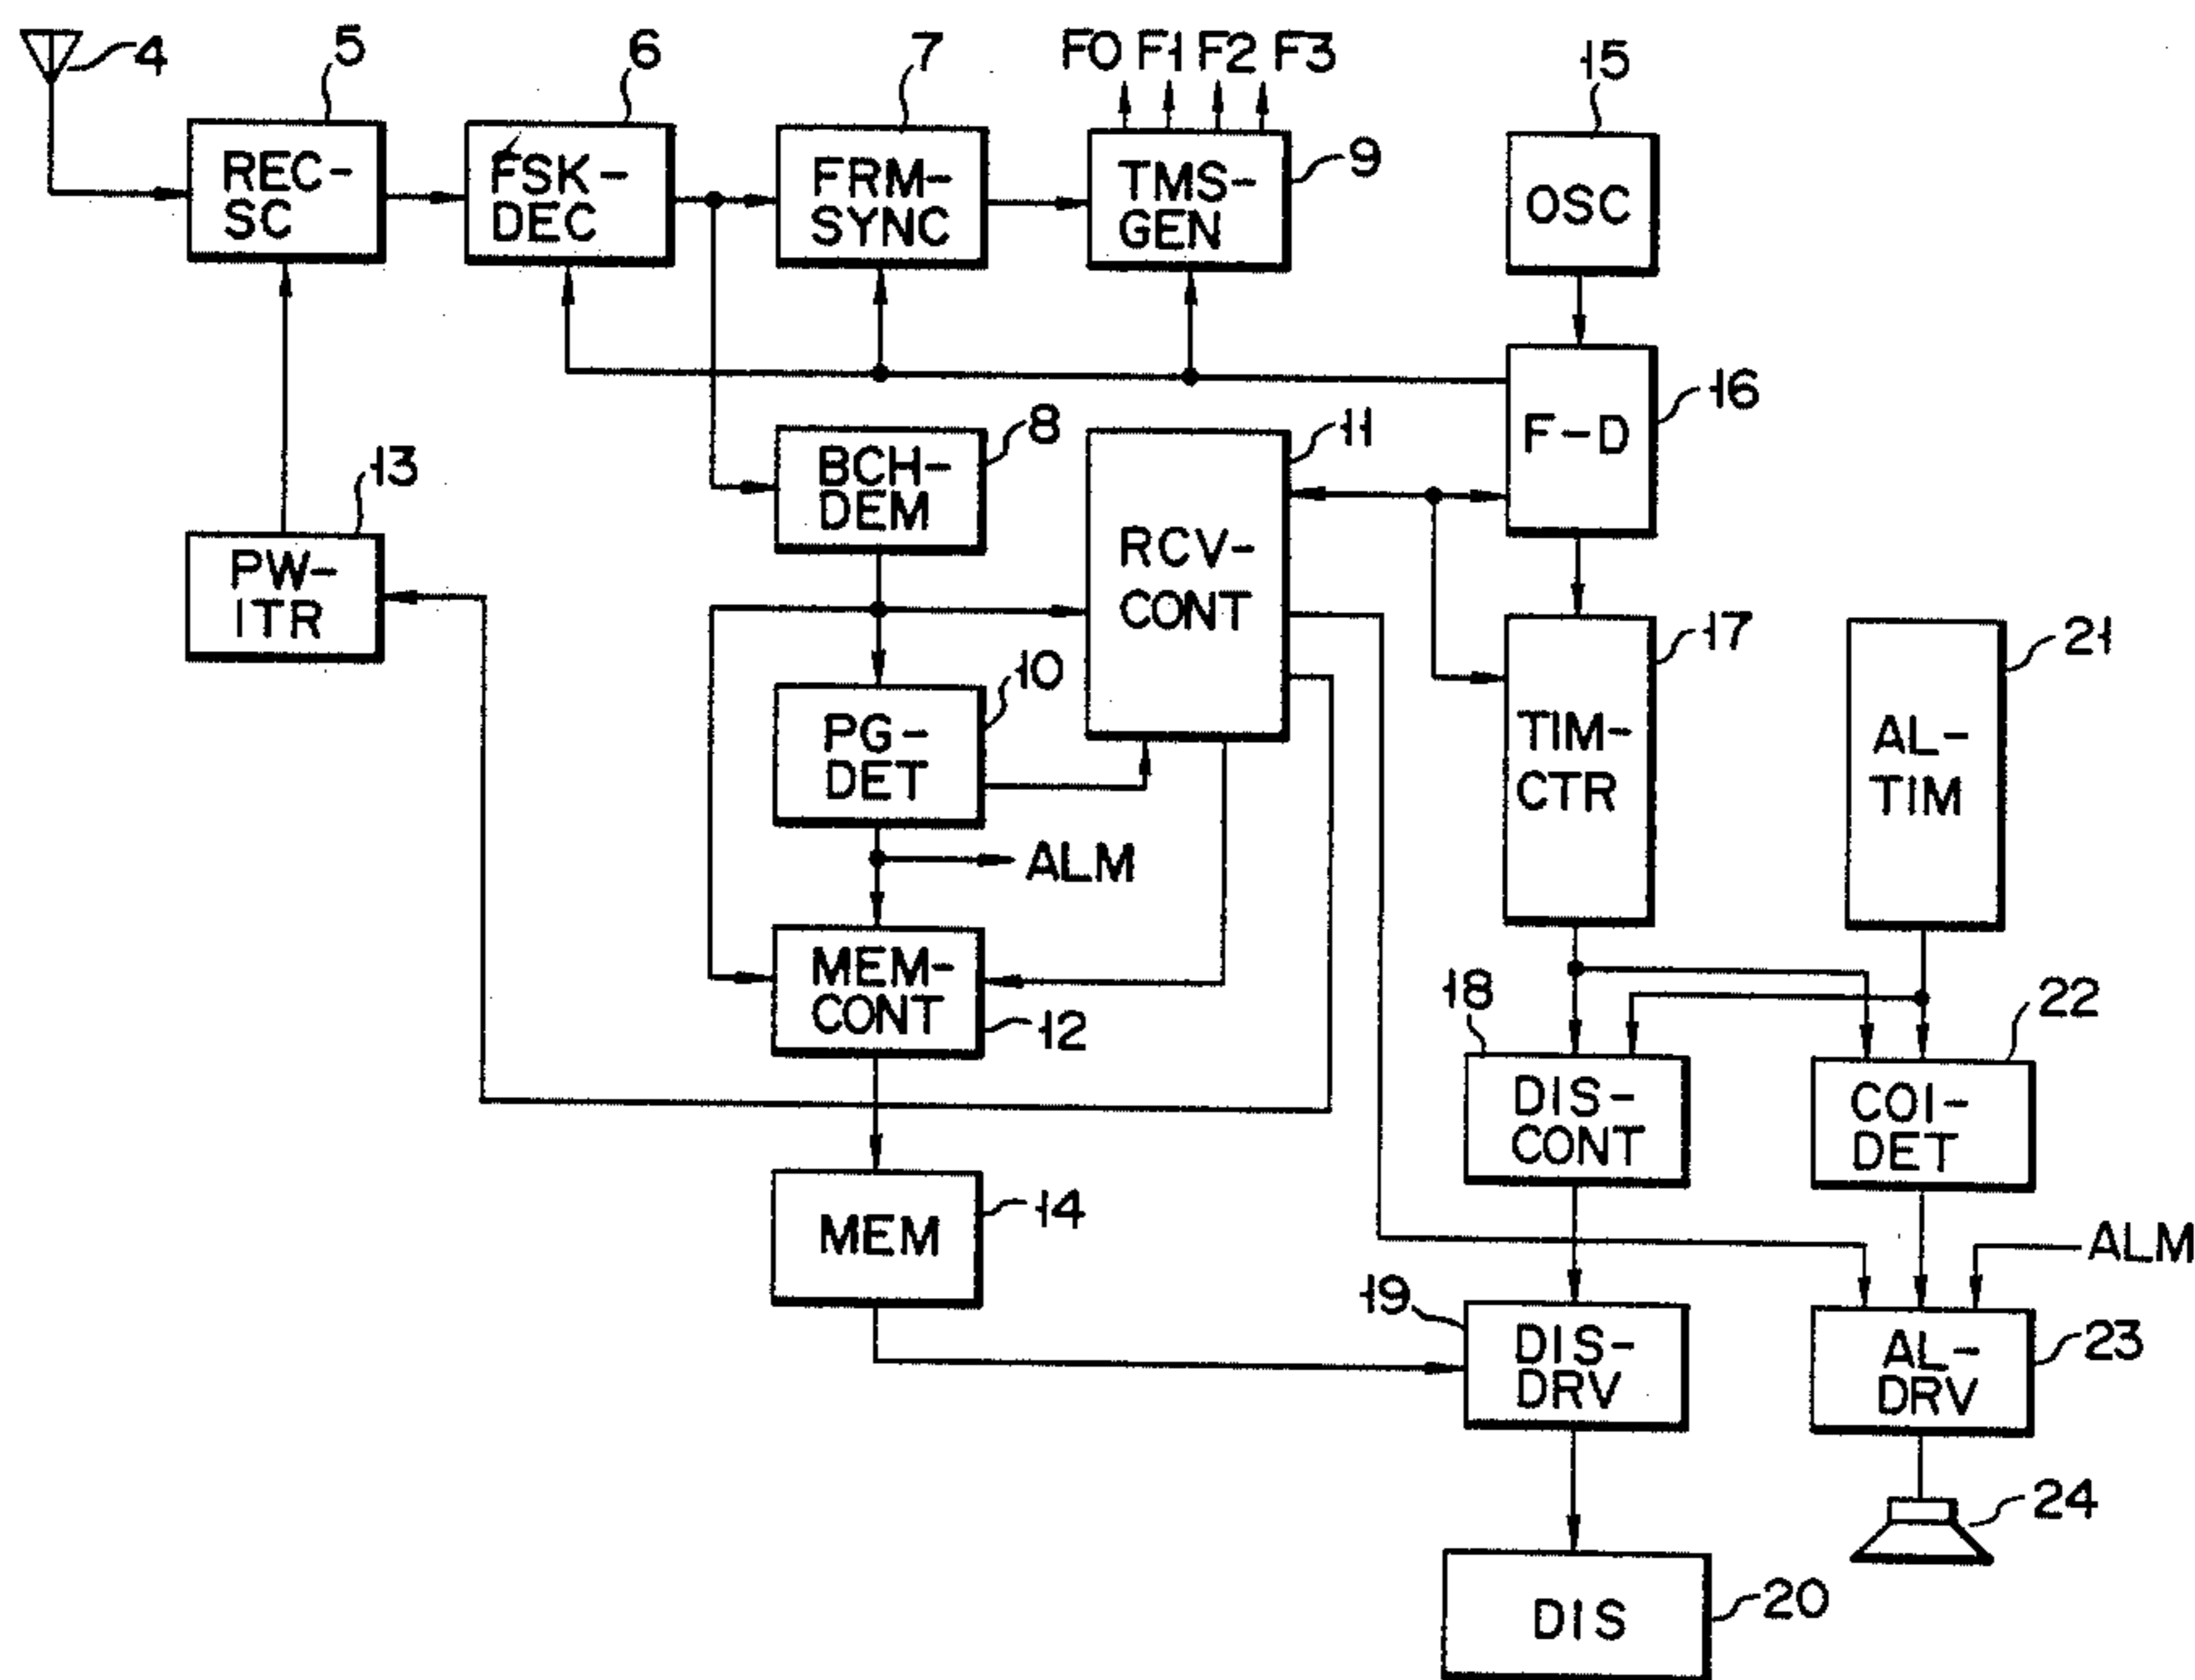 4
5
6
7
F0 F1 F2 F3
15
REC-
SC
FSK-
DEC
FRM-
SYNC
TMS-
GEN
9
OSC
13
PW-
ITR
8
BCH-
DEM
11
RCV-
CONT
16
F-D
10
PG-
DET
ALM
17
TIM-
CTR
21
AL-
TIM
MEM-
CONT
12
18
DIS-
CONT
22
COI-
DET
MEM
14
ALM
19
DIS-
DRV
AL-
DRV
23
24
DIS
20